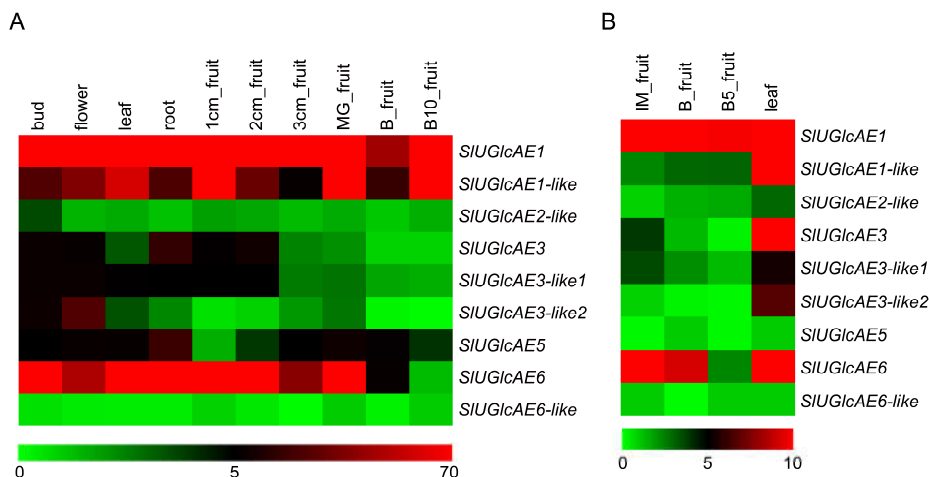 A
bud flower leaf root 1cm_fruit 2cm_fruit 3cm_fruit MG_fruit B_fruit B10_fruit
SlUGlcAE1
SlUGlcAE1-like
SlUGlcAE2-like
SlUGlcAE3
SlUGlcAE3-like1
SlUGlcAE3-like2
SlUGlcAE5
SlUGlcAE6
SlUGlcAE6-like
0 5 70
B
IM_fruit B_fruit B5_fruit leaf
SlUGlcAE1
SlUGlcAE1-like
SlUGlcAE2-like
SlUGlcAE3
SlUGlcAE3-like1
SlUGlcAE3-like2
SlUGlcAE5
SlUGlcAE6
SlUGlcAE6-like
0 5 10